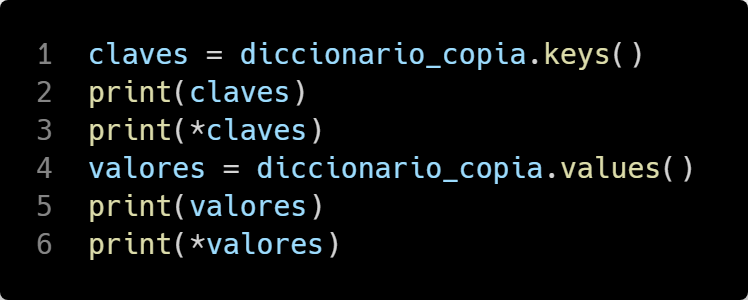 1 claves = diccionario_copia.keys()
2 print(claves)
3 print(*claves)
4 valores = diccionario_copia.values()
5 print(valores)
6 print(*valores)